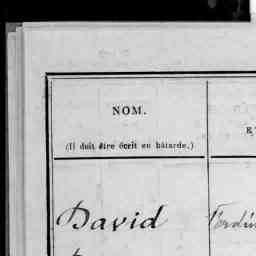 NOM.
(Il doit être écrit en bâtarde.)
David